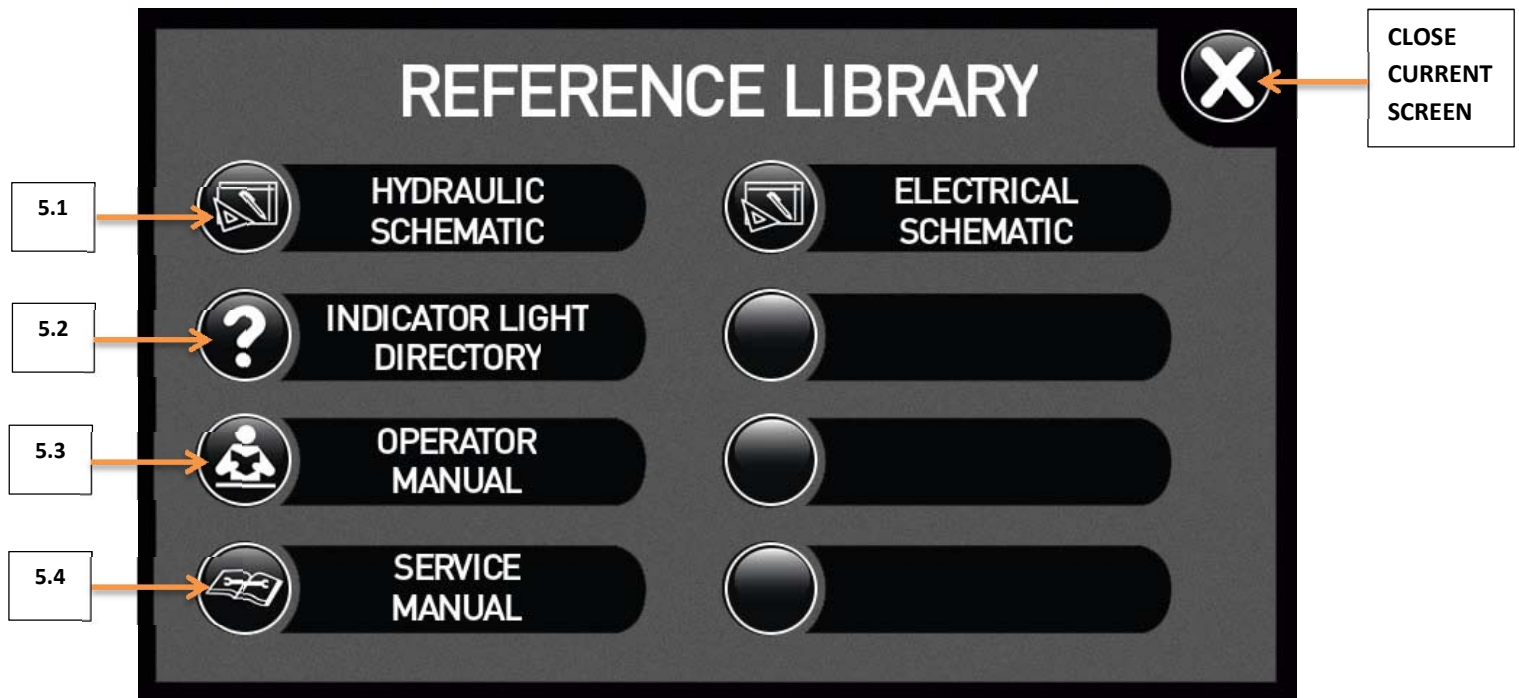 REFERENCE LIBRARY
CLOSE
CURRENT
SCREEN
5.1
HYDRAULIC
SCHEMATIC
ELECTRICAL
SCHEMATIC
5.2
?
INDICATOR LIGHT
DIRECTORY
5.3
OPERATOR
MANUAL
5.4
SERVICE
MANUAL